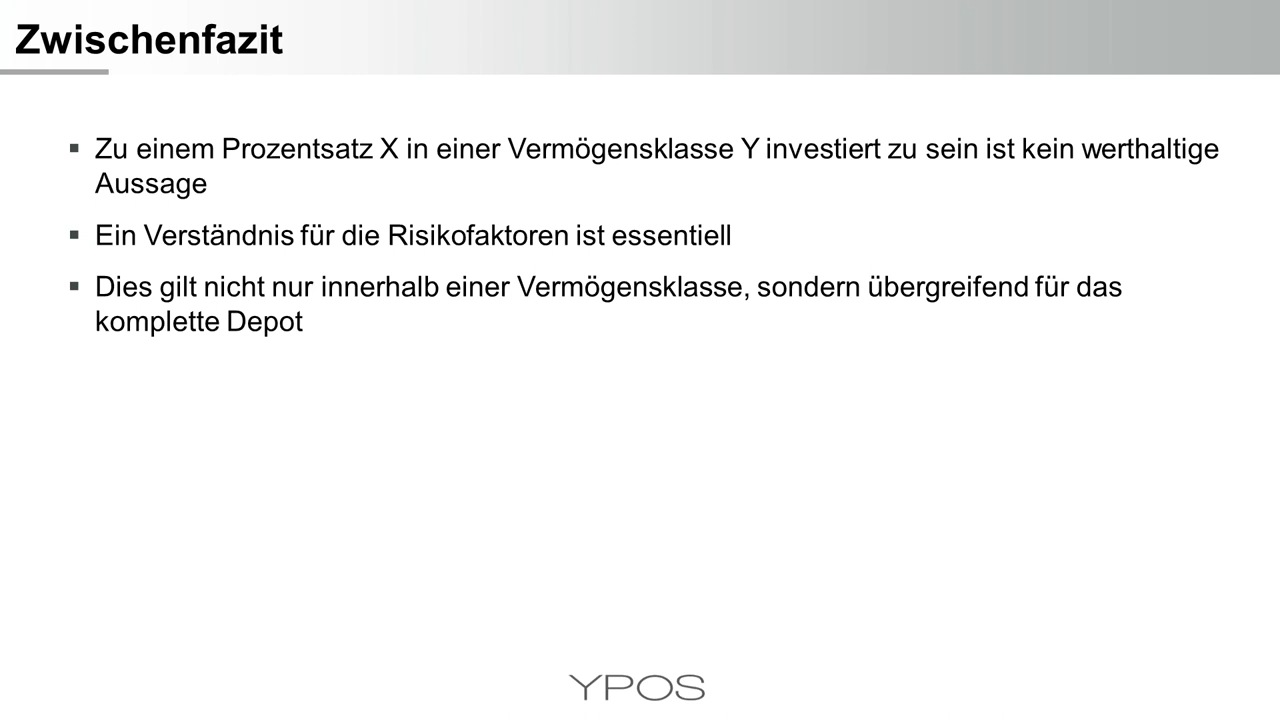 Zwischenfazit
▪ Zu einem Prozentsatz X in einer Vermögensklasse Y investiert zu sein ist kein werthaltige
Aussage
▪ Ein Verständnis für die Risikofaktoren ist essentiell
▪ Dies gilt nicht nur innerhalb einer Vermögensklasse, sondern übergreifend für das
komplette Depot
YPOS